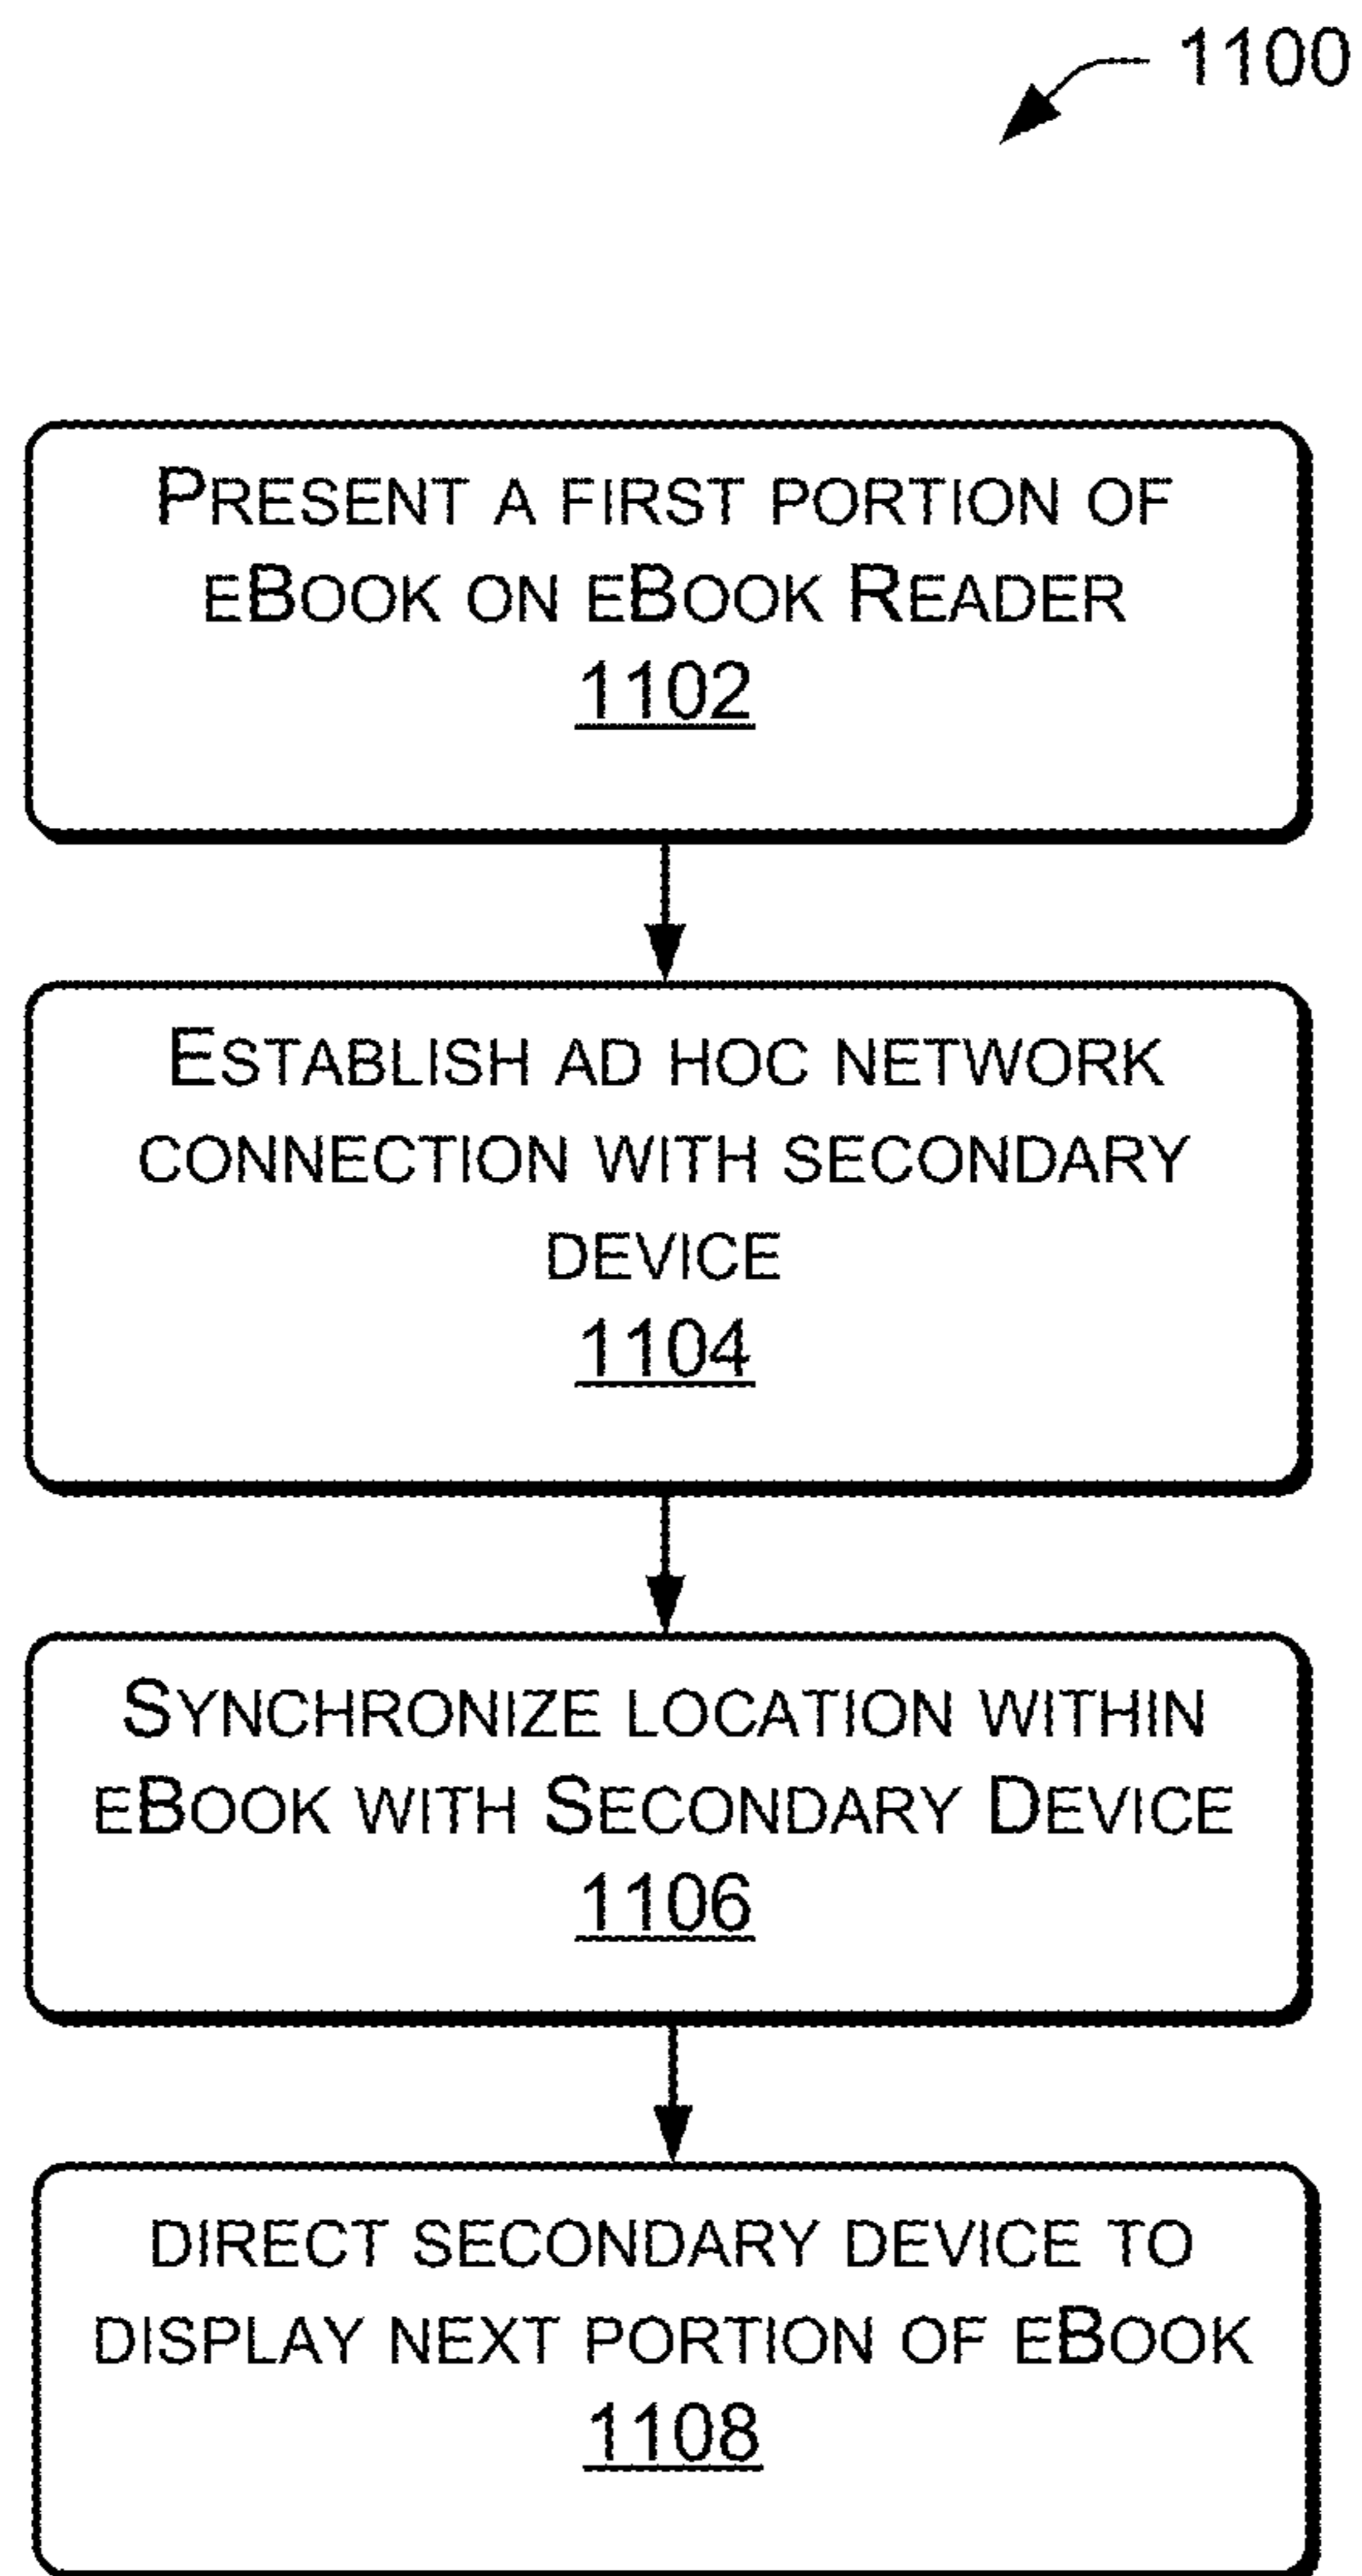 1100
PRESENT A FIRST PORTION OF
EBOOK ON EBOOK READER
1102
ESTABLISH AD HOC NETWORK
CONNECTION WITH SECONDARY
DEVICE
1104
SYNCHRONIZE LOCATION WITHIN
EBOOK WITH SECONDARY DEVICE
1106
DIRECT SECONDARY DEVICE TO
DISPLAY NEXT PORTION OF EBOOK
1108